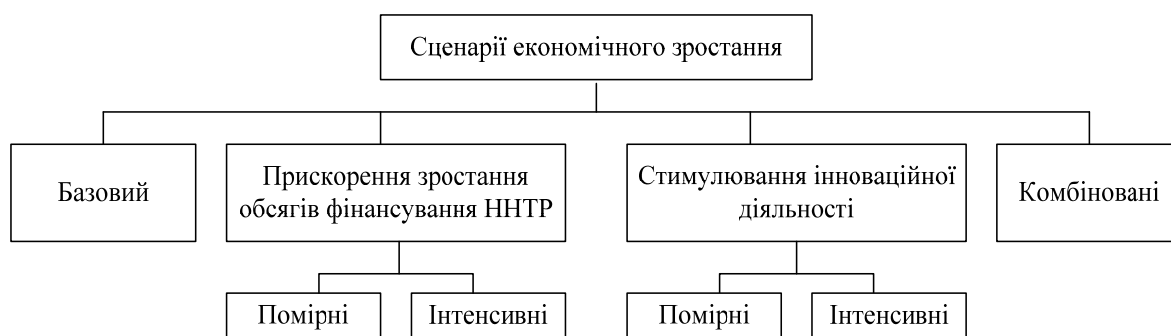 Сценарії економічного зростання
Базовий
Прискорення зростання
обсягів фінансування ННТР
Стимулювання інноваційної
діяльності
Комбіновані
Помірні
Інтенсивні
Помірні
Інтенсивні